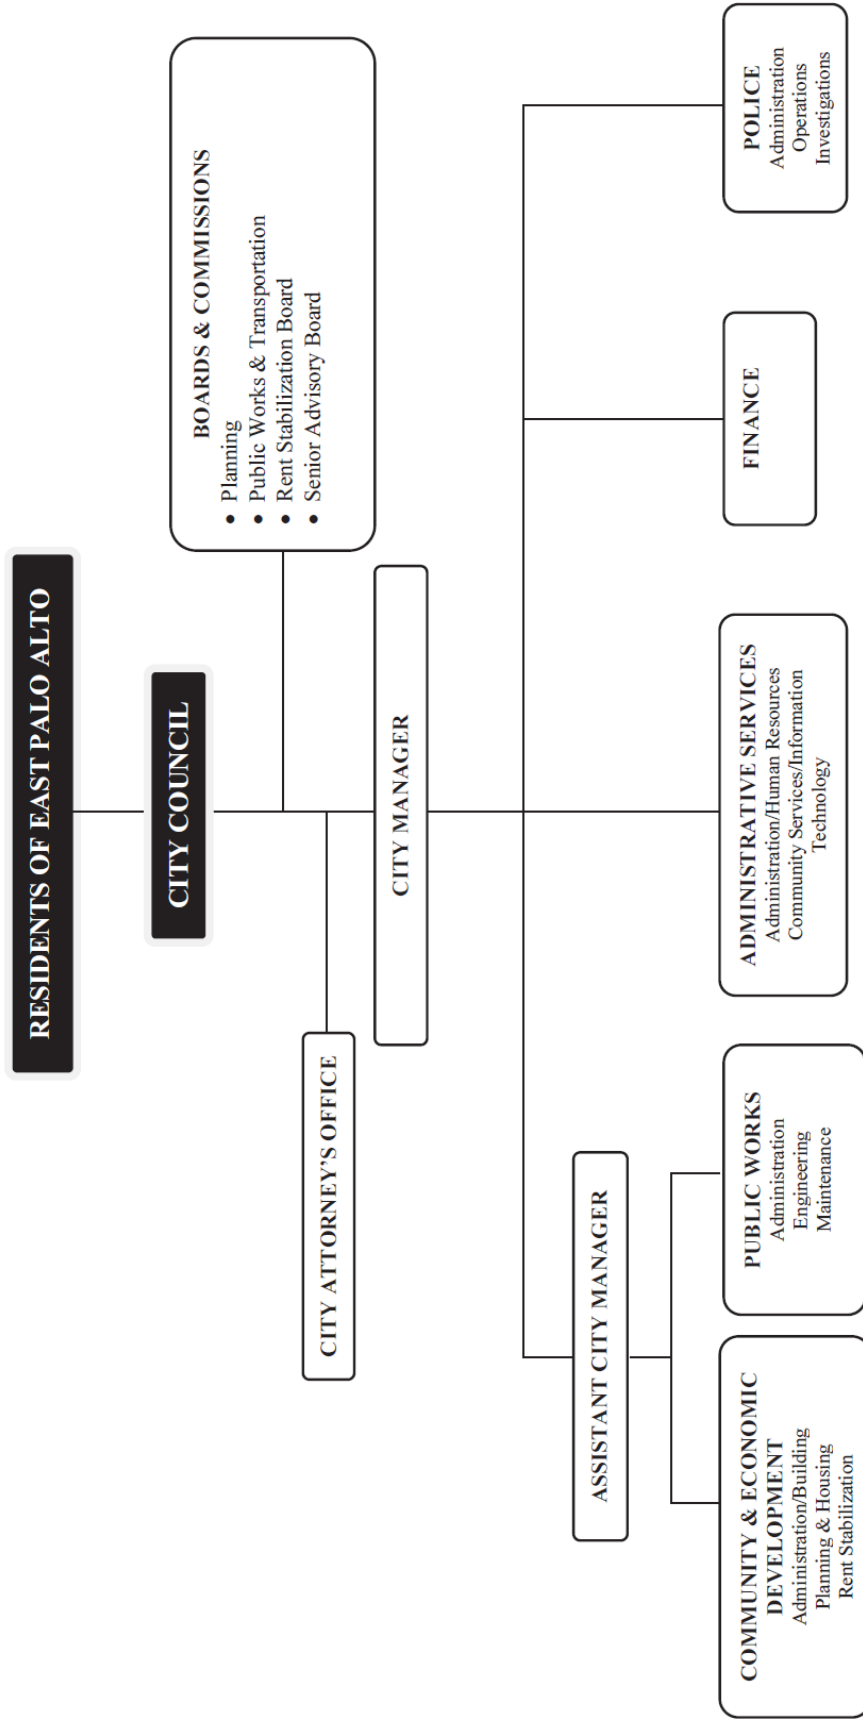 RESIDENTS OF EAST PALO ALTO
CITY COUNCIL
BOARDS & COMMISSIONS
• Planning
• Public Works & Transportation
• Rent Stabilization Board
• Senior Advisory Board
CITY ATTORNEY’S OFFICE
CITY MANAGER
ASSISTANT CITY MANAGER
COMMUNITY & ECONOMIC
DEVELOPMENT
Administration/Building
Planning & Housing
Rent Stabilization
PUBLIC WORKS
Administration
Engineering
Maintenance
ADMINISTRATIVE SERVICES
Administration/Human Resources
Community Services/Information
Technology
FINANCE
POLICE
Administration
Operations
Investigations